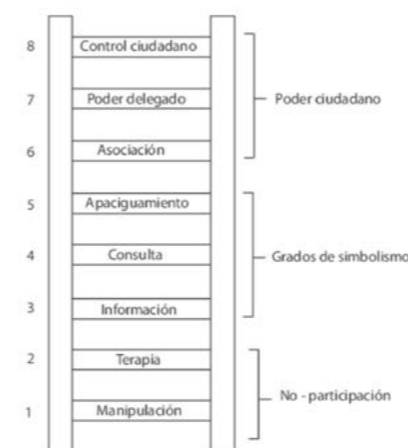 8 Control ciudadano
7 Poder delegado
Poder ciudadano
6 Asociación
5 Apaciguamiento
4 Consulta
Grados de simbolismo
3 Información
2 Terapia
No - participación
1 Manipulación